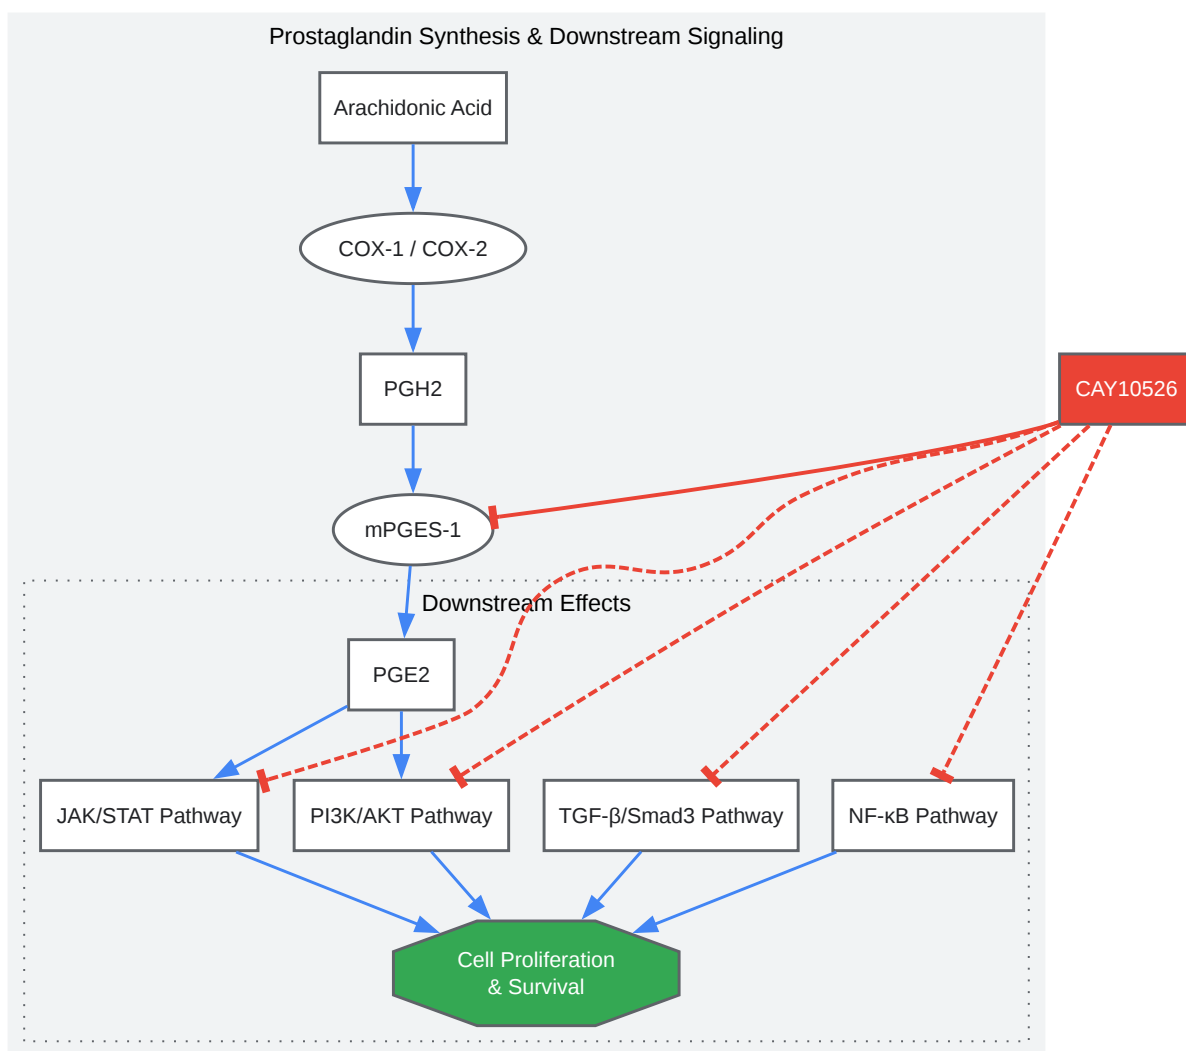 Prostaglandin Synthesis & Downstream Signaling
Arachidonic Acid
COX-1 / COX-2
PGH2
CAY10526
mPGES-1
Downstream Effects
PGE2
JAK/STAT Pathway
PI3K/AKT Pathway
TGF-β/Smad3 Pathway
NF-κB Pathway
Cell Proliferation
& Survival